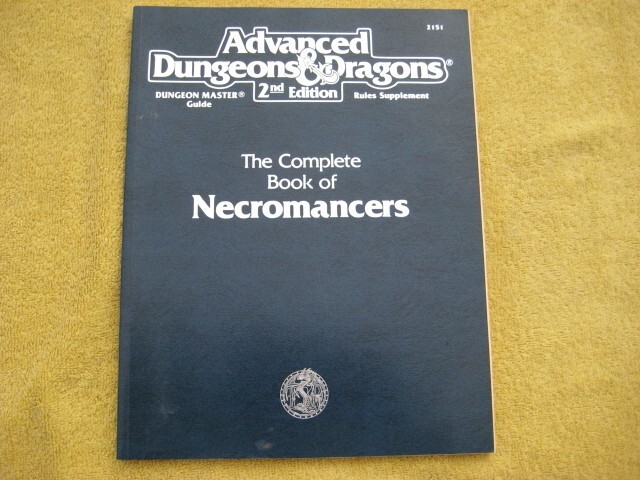 2151
Advanced
Dungeons & Dragons®
2nd Edition
DUNGEON MASTER® Guide
Rules Supplement
The Complete
Book of
Necromancers